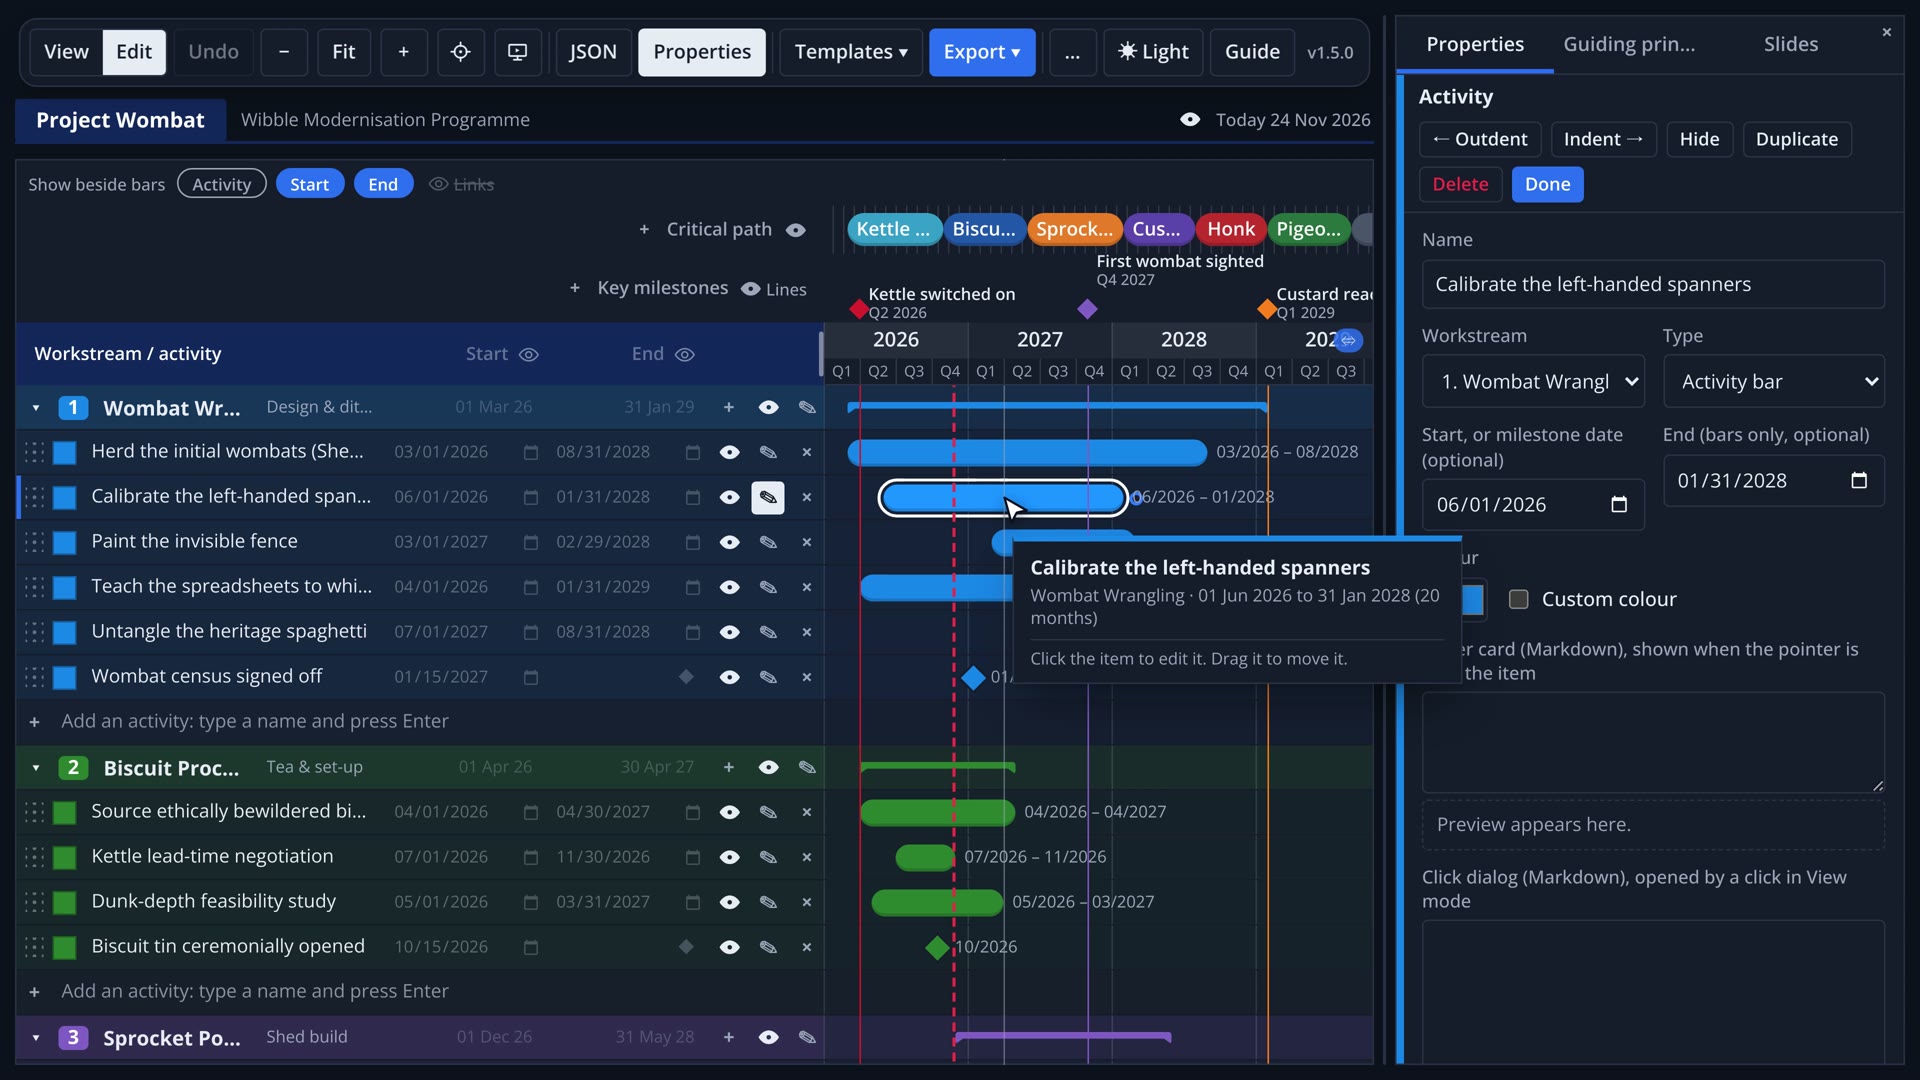 View Edit Undo − Fit + JSON Properties Templates ▾ Export ▾ ... Light Guide v1.5.0
Project Wombat Wibble Modernisation Programme Today 24 Nov 2026
Show beside bars Activity Start End Links
+ Critical path Kettle ... Biscu... Sprock... Cus... Honk Pigeo...
First wombat sighted
Q4 2027
+ Key milestones Lines
Kettle switched on
Q2 2026
Custard reac
Q1 2029
Workstream / activity Start End
2026 2027 2028 202
Q1 Q2 Q3 Q4 Q1 Q2 Q3 Q4 Q1 Q2 Q3 Q4 Q1 Q2 Q3
1 Wombat Wr... Design & dit... 01 Mar 26 31 Jan 29 +
Herd the initial wombats (She... 03/01/2026 08/31/2028 × 03/2026 – 08/2028
Calibrate the left-handed span... 06/01/2026 01/31/2028 × 06/2026 – 01/2028
Paint the invisible fence 03/01/2027 02/29/2028 ×
Teach the spreadsheets to whi... 04/01/2026 01/31/2029 ×
Untangle the heritage spaghetti 07/01/2027 08/31/2028 ×
Wombat census signed off 01/15/2027 × 01/
+ Add an activity: type a name and press Enter
2 Biscuit Proc... Tea & set-up 01 Apr 26 30 Apr 27 +
Source ethically bewildered bi... 04/01/2026 04/30/2027 × 04/2026 – 04/2027
Kettle lead-time negotiation 07/01/2026 11/30/2026 × 07/2026 – 11/2026
Dunk-depth feasibility study 05/01/2026 03/31/2027 × 05/2026 – 03/2027
Biscuit tin ceremonially opened 10/15/2026 × 10/2026
+ Add an activity: type a name and press Enter
3 Sprocket Po... Shed build 01 Dec 26 31 May 28 +
Calibrate the left-handed spanners
Wombat Wrangling · 01 Jun 2026 to 31 Jan 2028 (20
months)
Click the item to edit it. Drag it to move it.
Properties Guiding prin... Slides ×
Activity
← Outdent Indent → Hide Duplicate
Delete Done
Name
Calibrate the left-handed spanners
Workstream Type
1. Wombat Wrangl Activity bar
Start, or milestone date
(optional)
06/01/2026
End (bars only, optional)
01/31/2028
ur
Custom colour
er card (Markdown), shown when the pointer is
the item
Preview appears here.
Click dialog (Markdown), opened by a click in View
mode